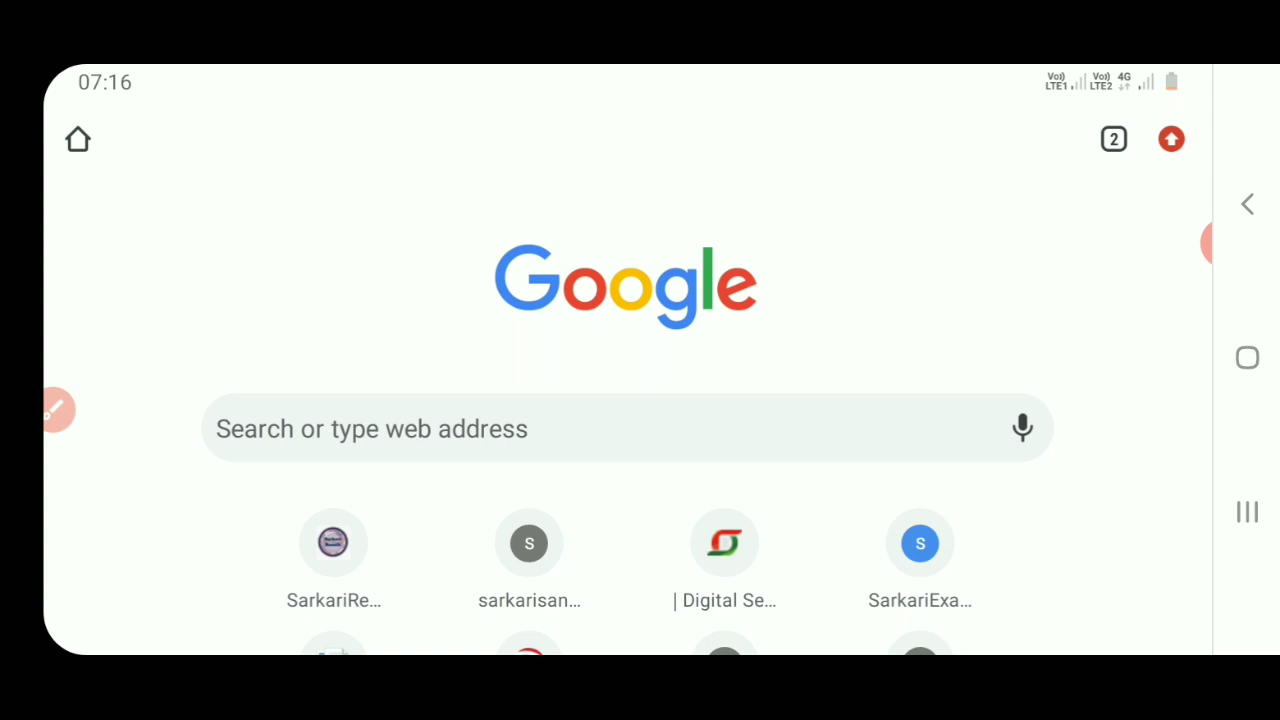 07:16
Vo)) LTE1 Vo)) LTE2 4G
2
Google
Search or type web address
S
S
SarkariRe...
sarkarisan...
| Digital Se...
SarkariExa...